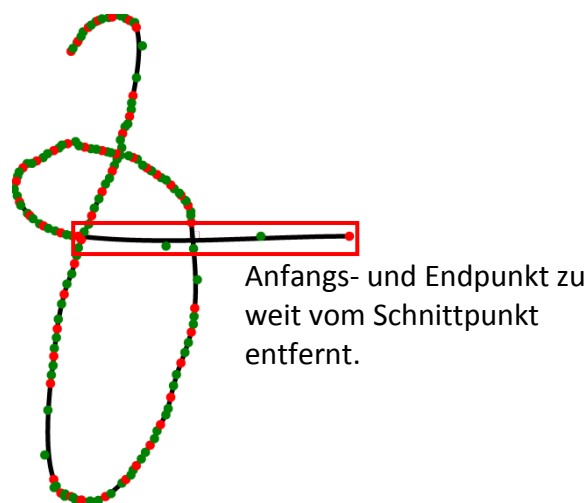 Anfangs- und Endpunkt zu
weit vom Schnittpunkt
entfernt.